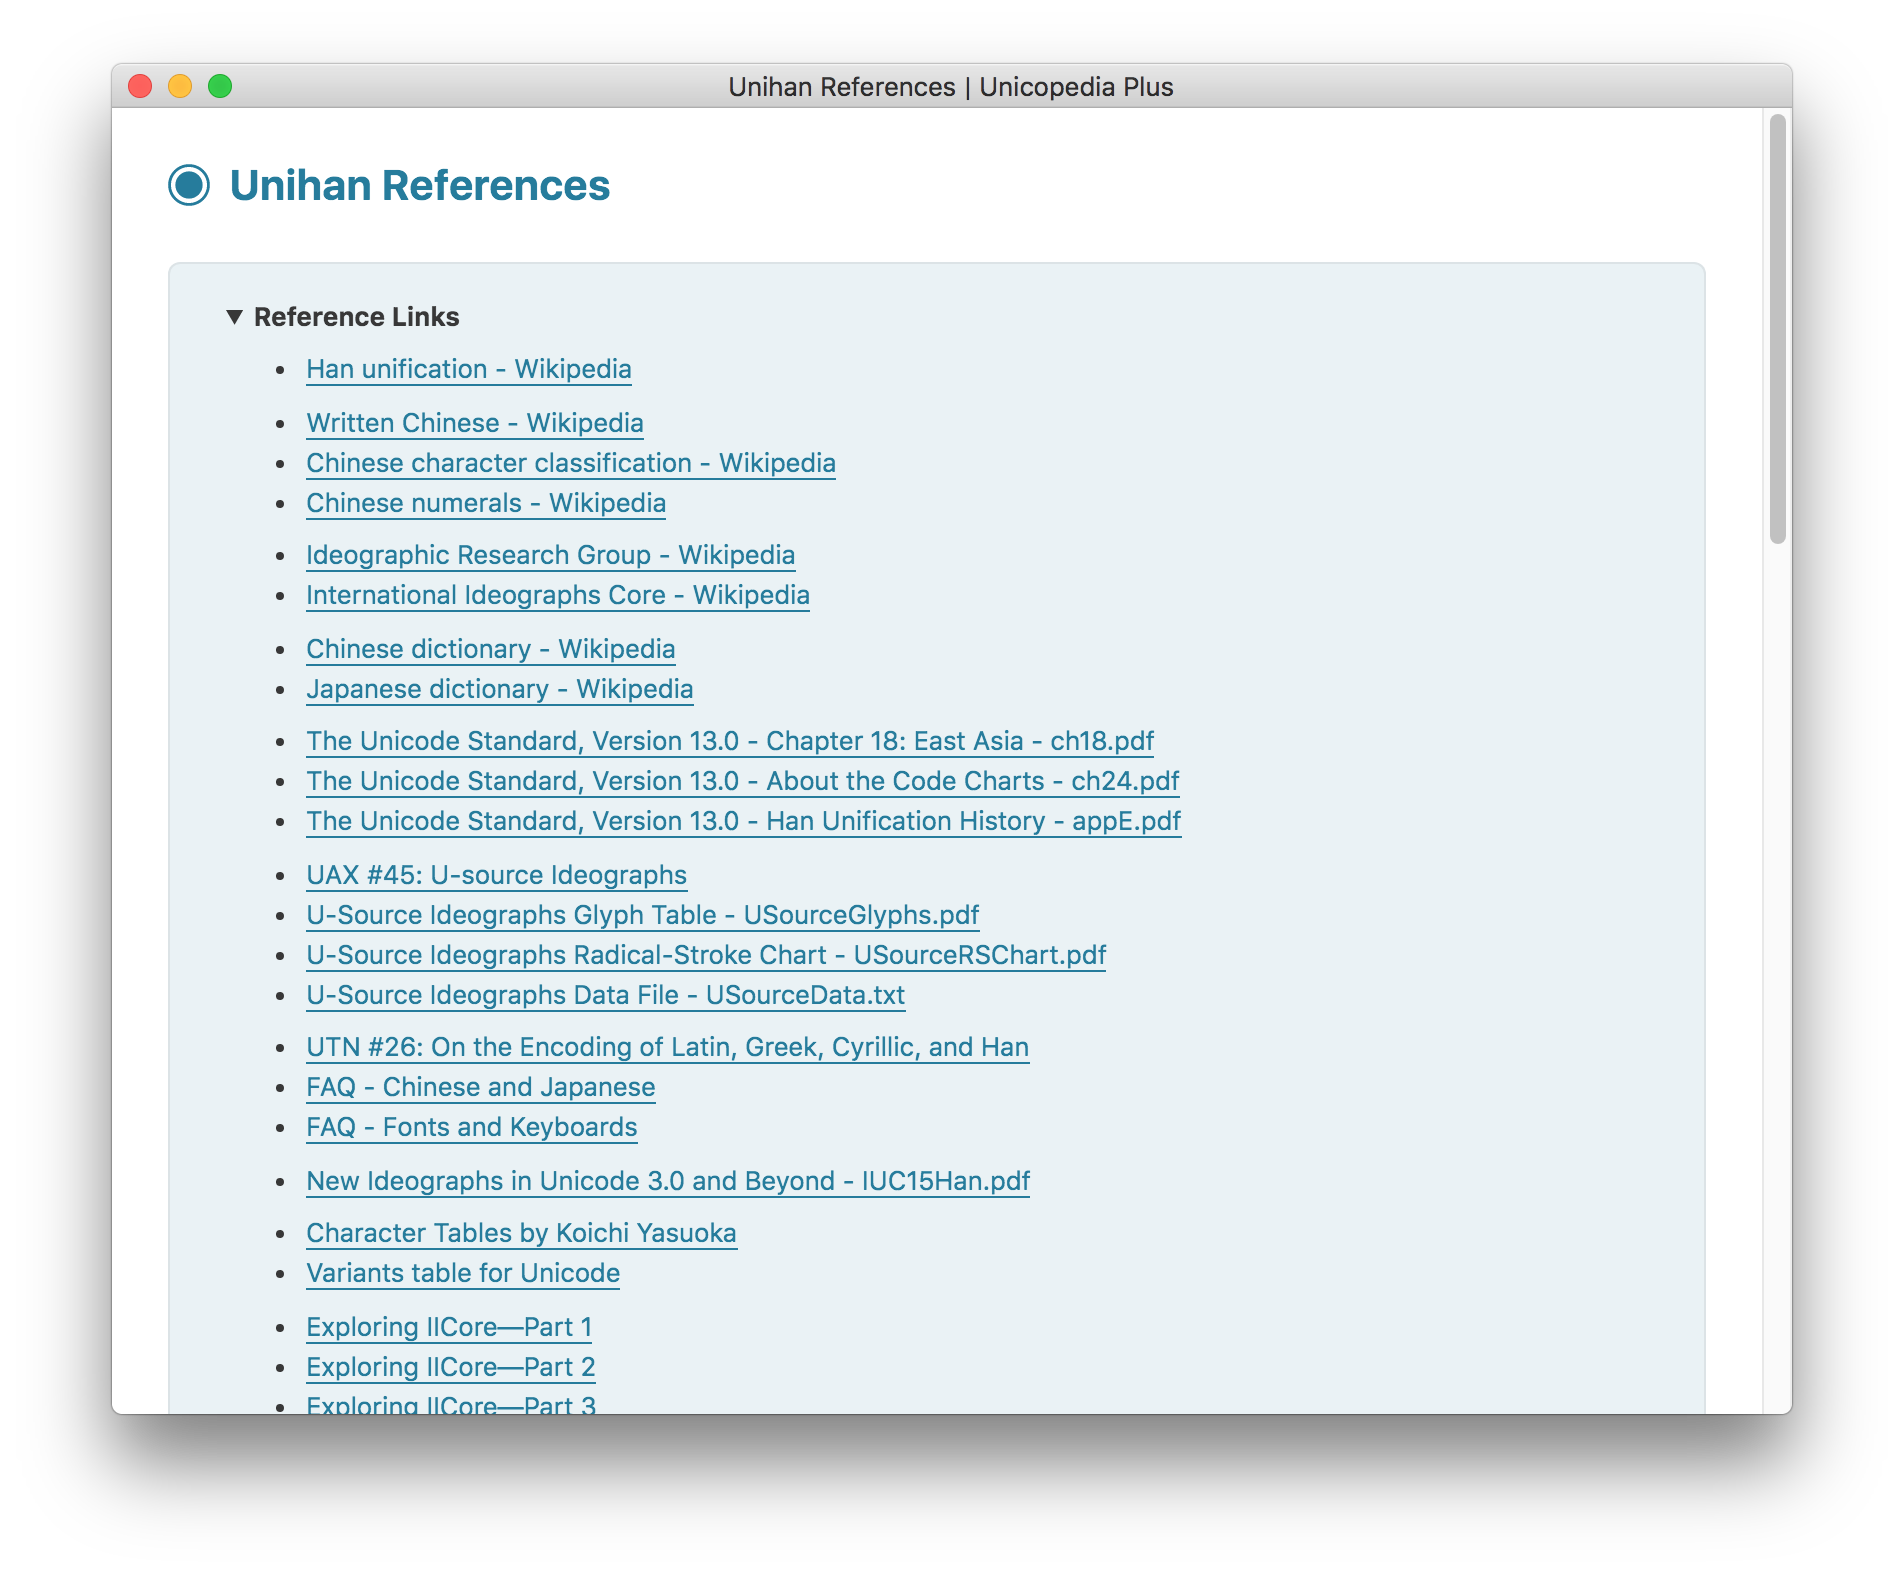 Unihan References | Unicopedia Plus
Unihan References
Reference Links
Han unification - Wikipedia
Written Chinese - Wikipedia
Chinese character classification - Wikipedia
Chinese numerals - Wikipedia
Ideographic Research Group - Wikipedia
International Ideographs Core - Wikipedia
Chinese dictionary - Wikipedia
Japanese dictionary - Wikipedia
The Unicode Standard, Version 13.0 - Chapter 18: East Asia - ch18.pdf
The Unicode Standard, Version 13.0 - About the Code Charts - ch24.pdf
The Unicode Standard, Version 13.0 - Han Unification History - appE.pdf
UAX #45: U-source Ideographs
U-Source Ideographs Glyph Table - USourceGlyphs.pdf
U-Source Ideographs Radical-Stroke Chart - USourceRSChart.pdf
U-Source Ideographs Data File - USourceData.txt
UTN #26: On the Encoding of Latin, Greek, Cyrillic, and Han
FAQ - Chinese and Japanese
FAQ - Fonts and Keyboards
New Ideographs in Unicode 3.0 and Beyond - IUC15Han.pdf
Character Tables by Koichi Yasuoka
Variants table for Unicode
Exploring IICore—Part 1
Exploring IICore—Part 2
Exploring IICore—Part 3